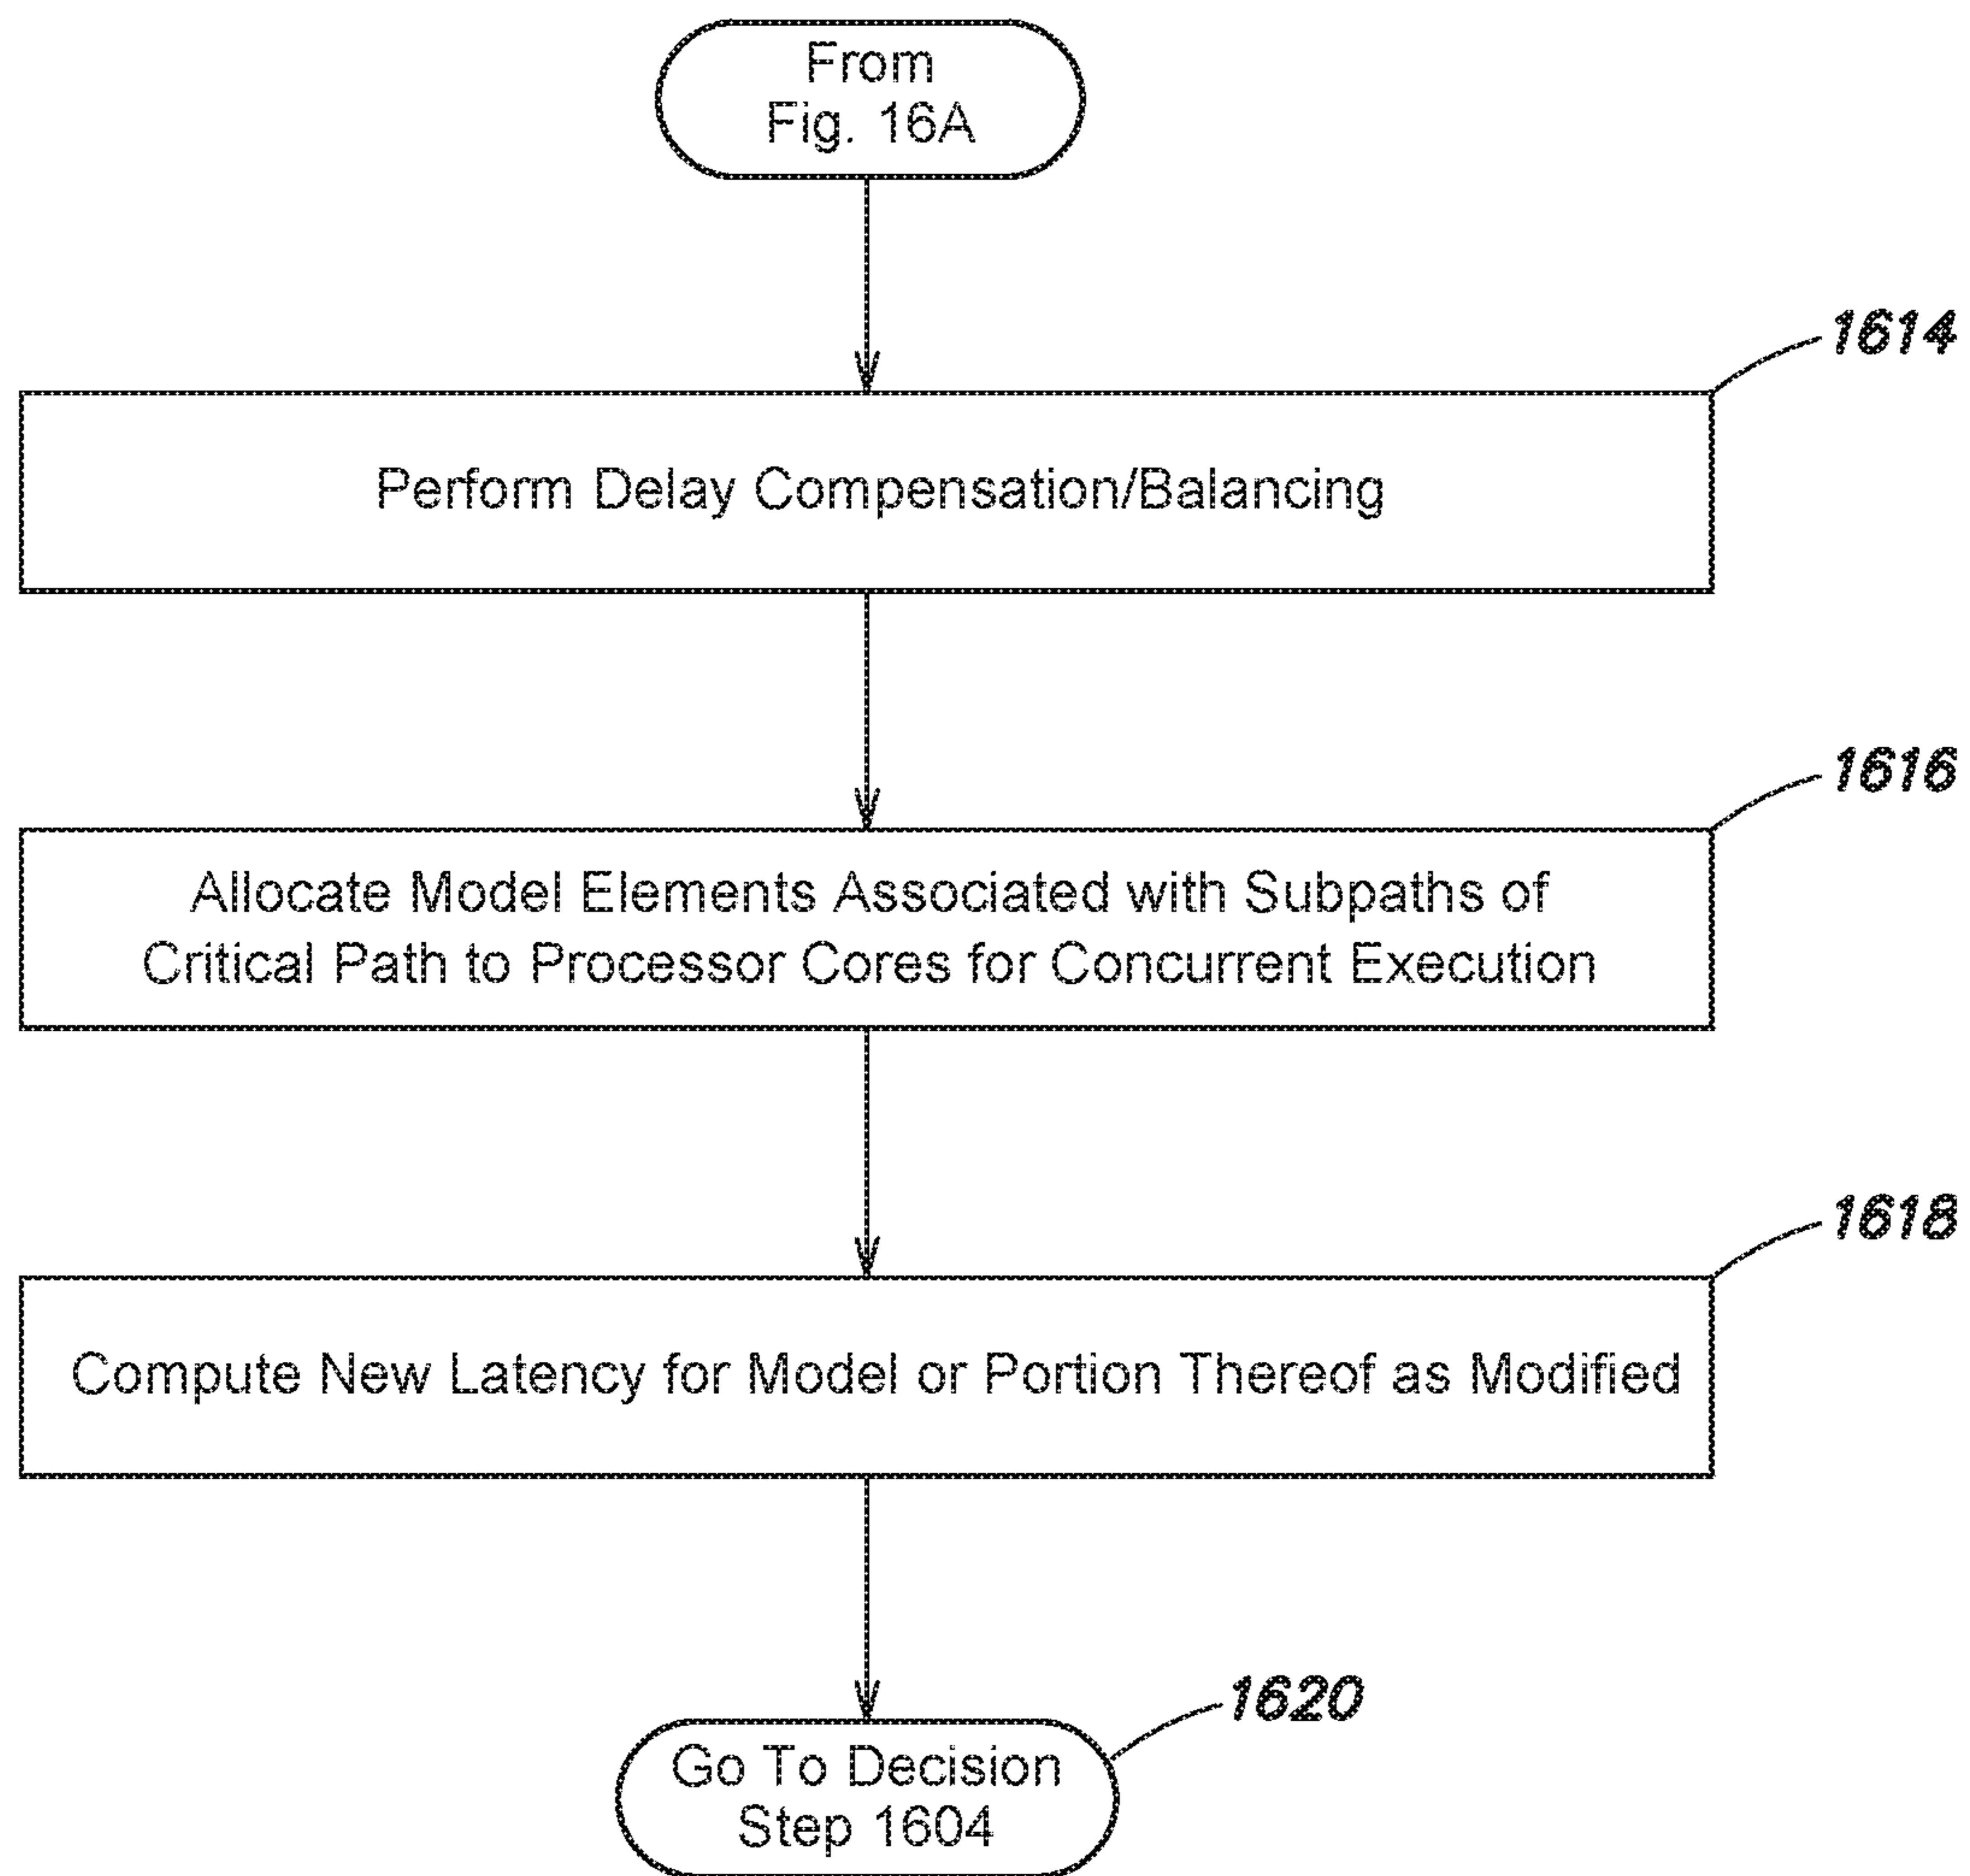 From
Fig. 16A
1614
Perform Delay Compensation/Balancing
1616
Allocate Model Elements Associated with Subpaths of
Critical Path to Processor Cores for Concurrent Execution
1618
Compute New Latency for Model or Portion Thereof as Modified
1620
Go To Decision
Step 1604